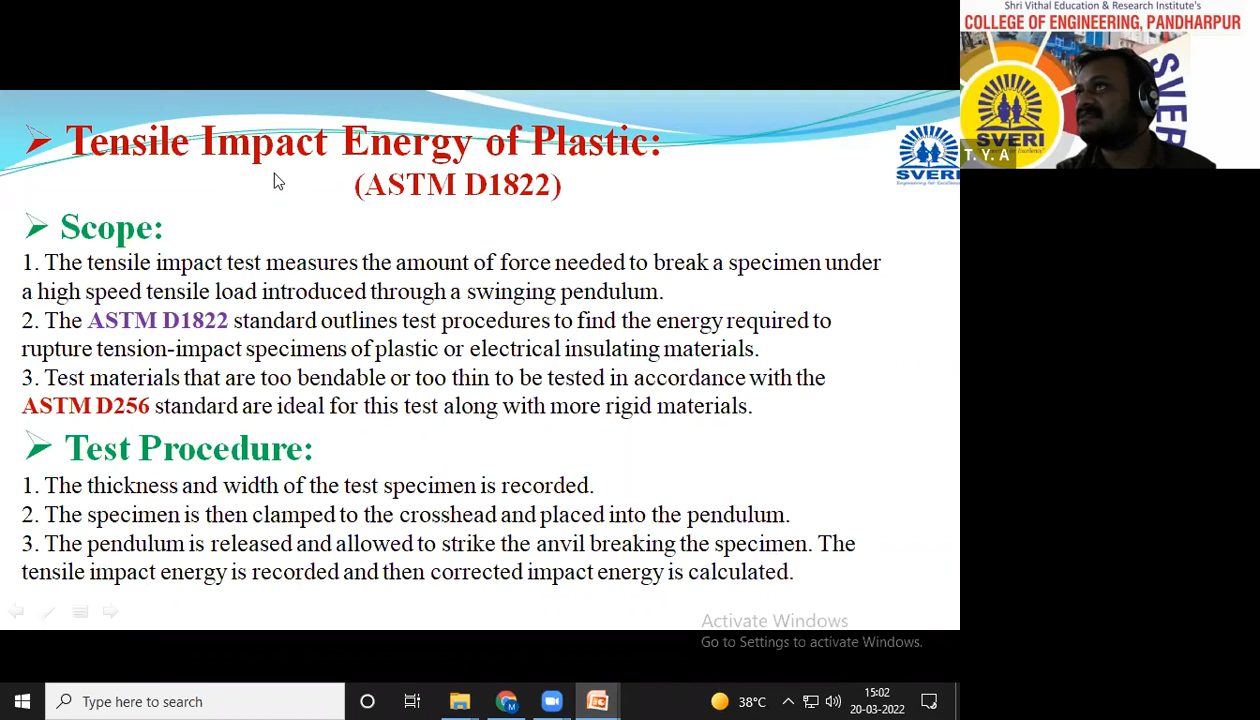 Shri Vithal Education & Research Institute's
COLLEGE OF ENGINEERING, PANDHARPUR
SVERI
SVERI
T. Y. A
Tensile Impact Energy of Plastic:
(ASTM D1822)
SVERI
Scope:
1. The tensile impact test measures the amount of force needed to break a specimen under
a high speed tensile load introduced through a swinging pendulum.
2. The ASTM D1822 standard outlines test procedures to find the energy required to
rupture tension-impact specimens of plastic or electrical insulating materials.
3. Test materials that are too bendable or too thin to be tested in accordance with the
ASTM D256 standard are ideal for this test along with more rigid materials.
Test Procedure:
1. The thickness and width of the test specimen is recorded.
2. The specimen is then clamped to the crosshead and placed into the pendulum.
3. The pendulum is released and allowed to strike the anvil breaking the specimen. The
tensile impact energy is recorded and then corrected impact energy is calculated.
Activate Windows
Go to Settings to activate Windows.
Type here to search
38°C
15:02
20-03-2022